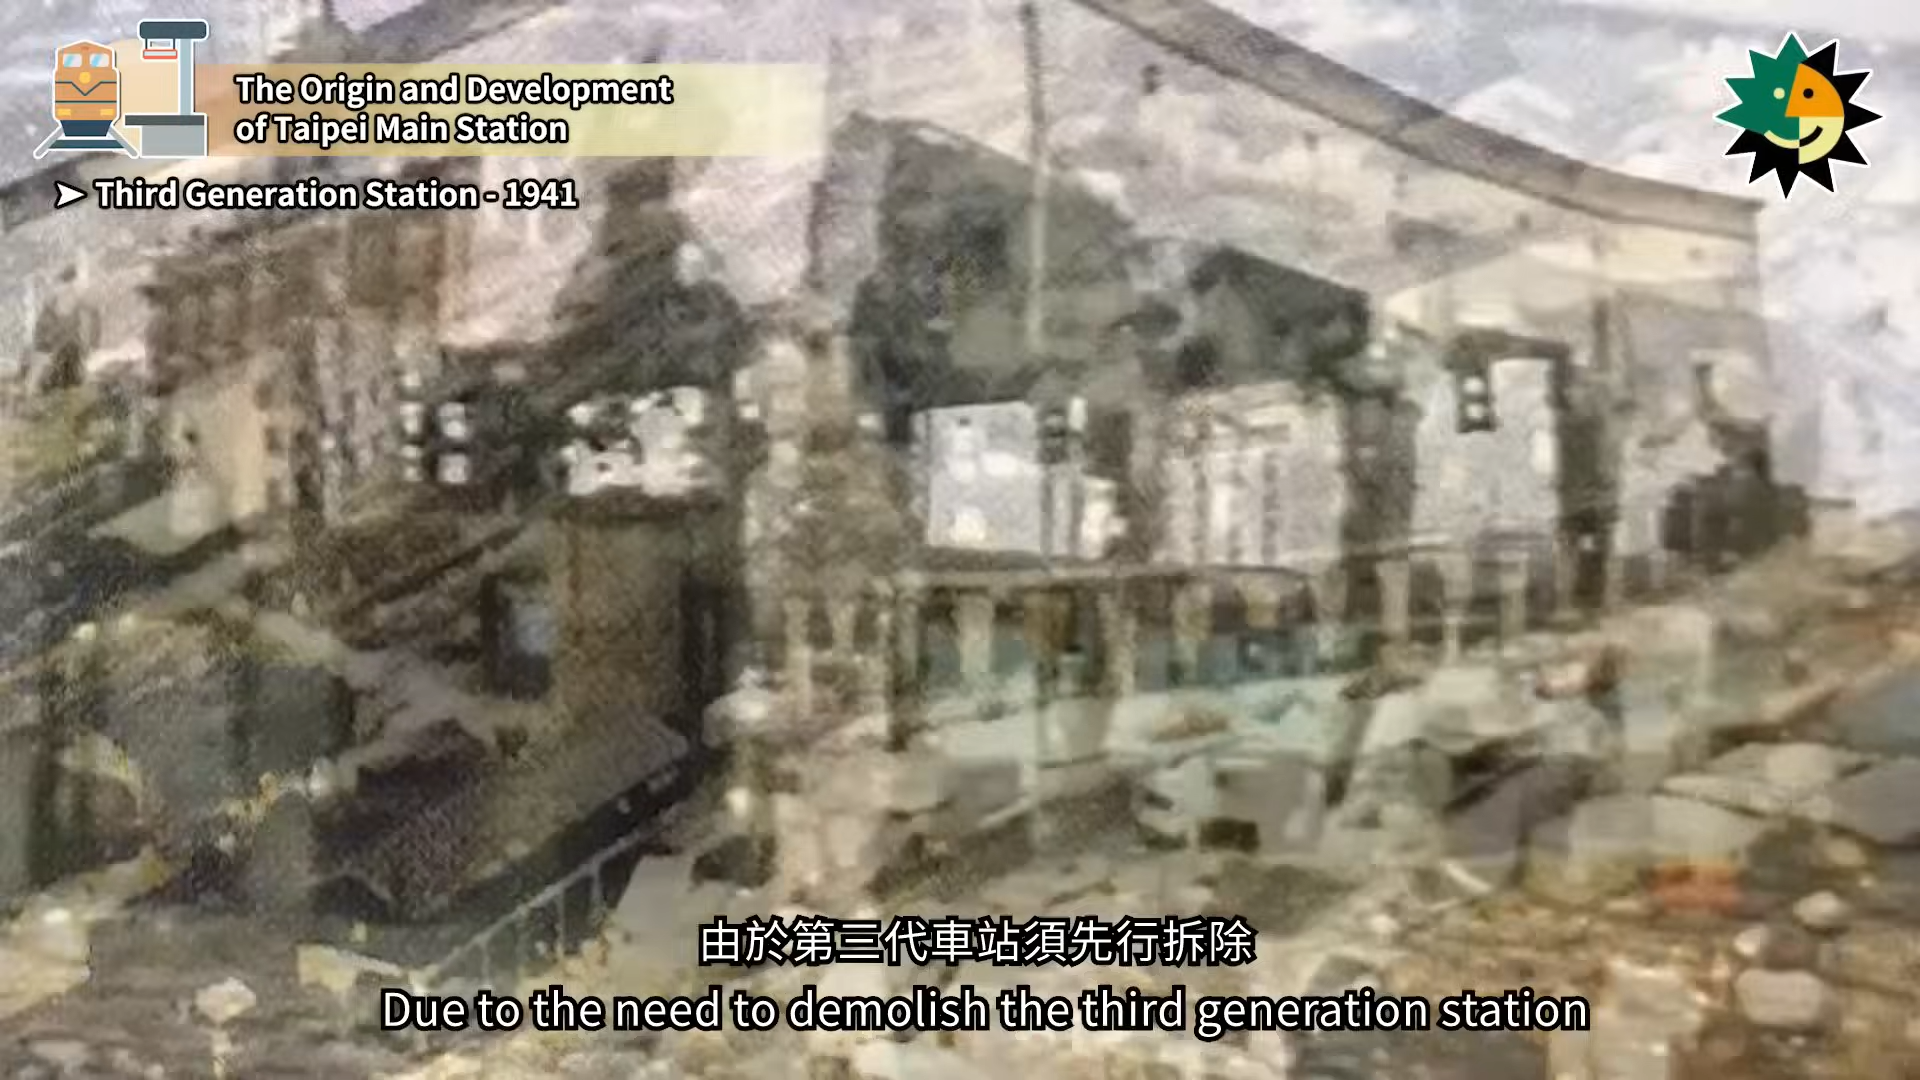 The Origin and Development
of Taipei Main Station
➤ Third Generation Station - 1941
由於第三代車站須先行拆除
Due to the need to demolish the third generation station